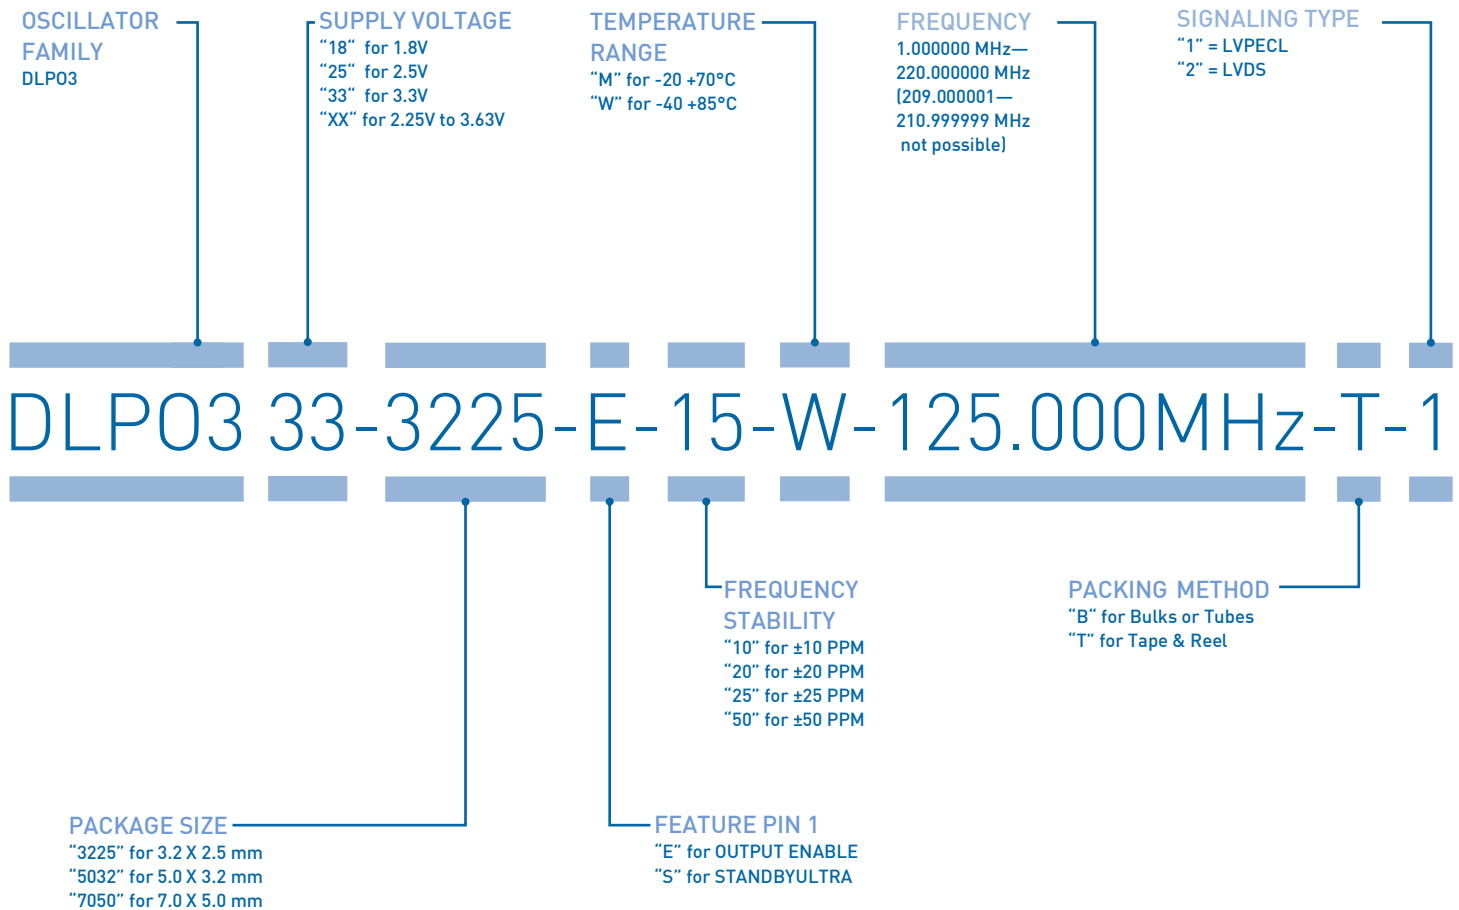 OSCILLATOR
FAMILY
DLPO3
SUPPLY VOLTAGE
“18“ for 1.8V
“25“ for 2.5V
“33“ for 3.3V
“XX“ for 2.25V to 3.63V
TEMPERATURE
RANGE
“M” for -20 +70°C
“W” for -40 +85°C
FREQUENCY
1.000000 MHz—
220.000000 MHz
(209.000001—
210.999999 MHz
not possible)
SIGNALING TYPE
“1” = LVPECL
“2” = LVDS
DLPO3 33-3225-E-15-W-125.000MHz-T-1
FREQUENCY
STABILITY
“10” for ±10 PPM
“20” for ±20 PPM
“25” for ±25 PPM
“50” for ±50 PPM
PACKING METHOD
“B“ for Bulks or Tubes
“T” for Tape & Reel
PACKAGE SIZE
“3225” for 3.2 X 2.5 mm
“5032” for 5.0 X 3.2 mm
“7050” for 7.0 X 5.0 mm
FEATURE PIN 1
“E” for OUTPUT ENABLE
“S” for STANDBYULTRA